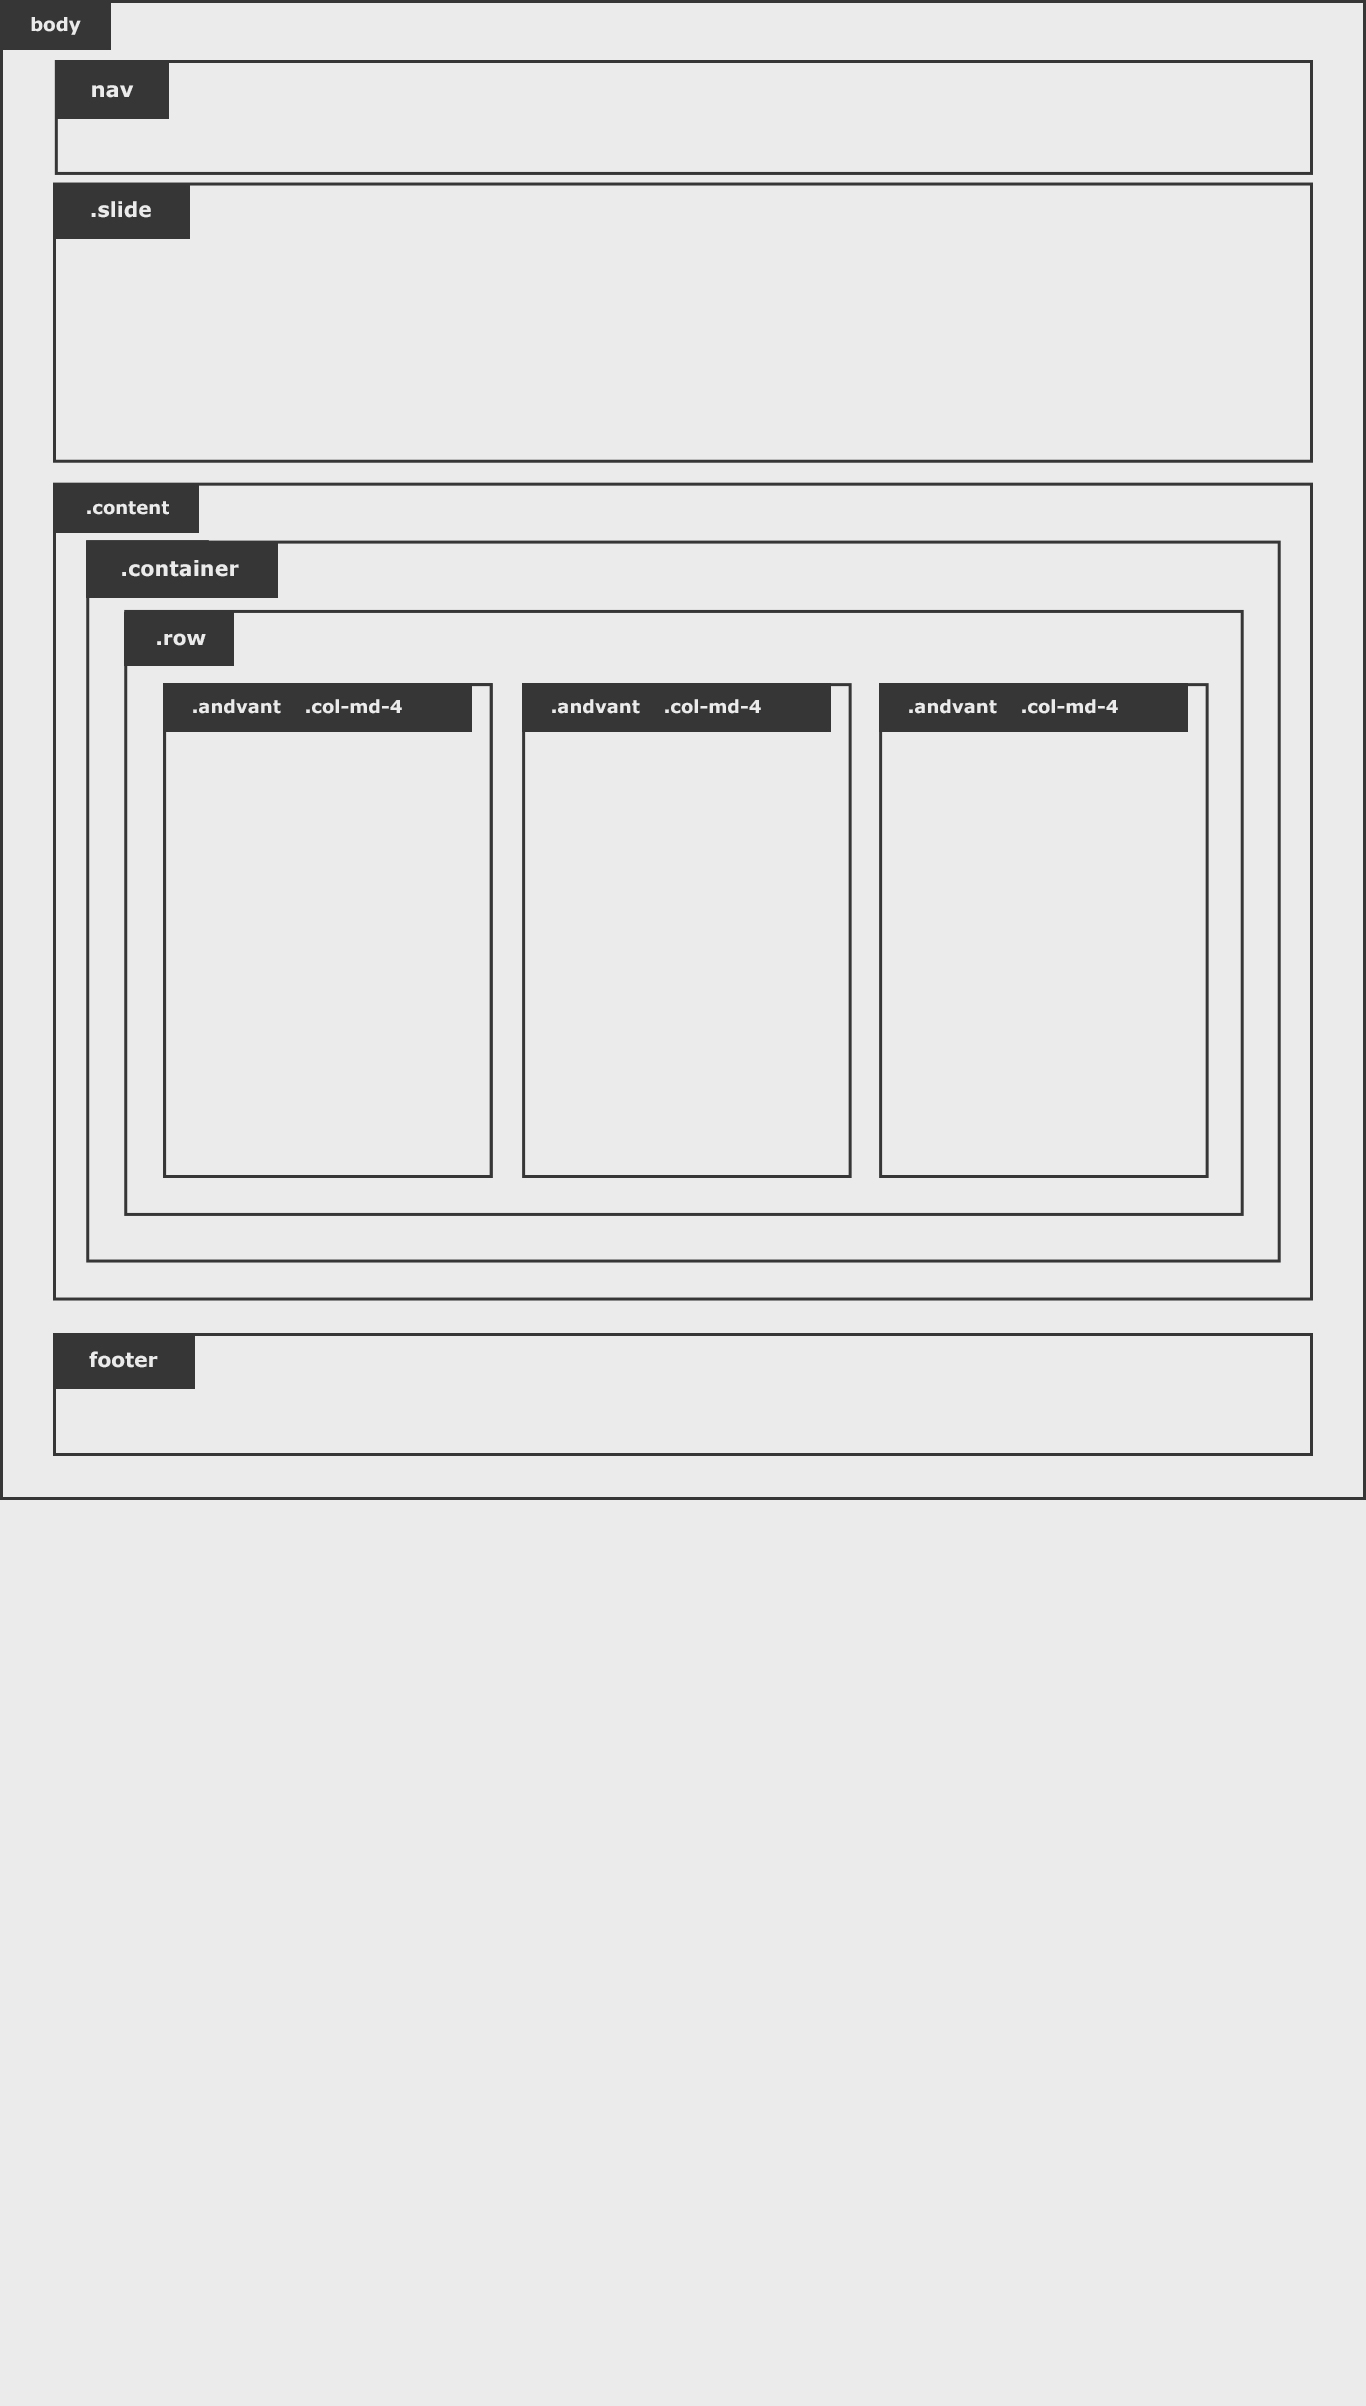 body
nav
.slide
.content
.container
.row
.andvant .col-md-4 .andvant .col-md-4 .andvant .col-md-4
footer